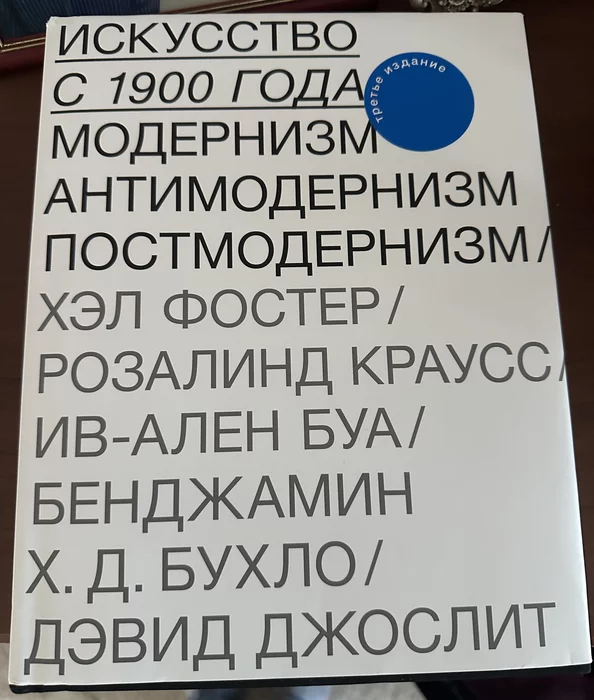 ИСКУССТВО
С 1900 ГОДА
третье издание
МОДЕРНИЗМ
АНТИМОДЕРНИЗМ
ПОСТМОДЕРНИЗМ/
ХЭЛ ФОСТЕР/
РОЗАЛИНД КРАУСС/
ИВ-АЛЕН БУА/
БЕНДЖАМИН
Х. Д. БУХЛО/
ДЭВИД ДЖОСЛИТ